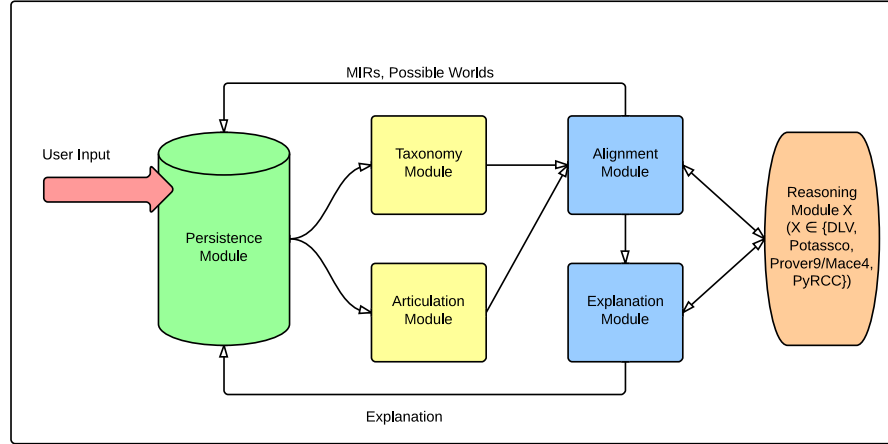 MIRs, Possible Worlds
User Input
Persistence
Module
Taxonomy
Module
Articulation
Module
Alignment
Module
Explanation
Module
Reasoning
Module X
(X ∈ {DLV,
Potassco,
Prover9/Mace4,
PyRCC})
Explanation